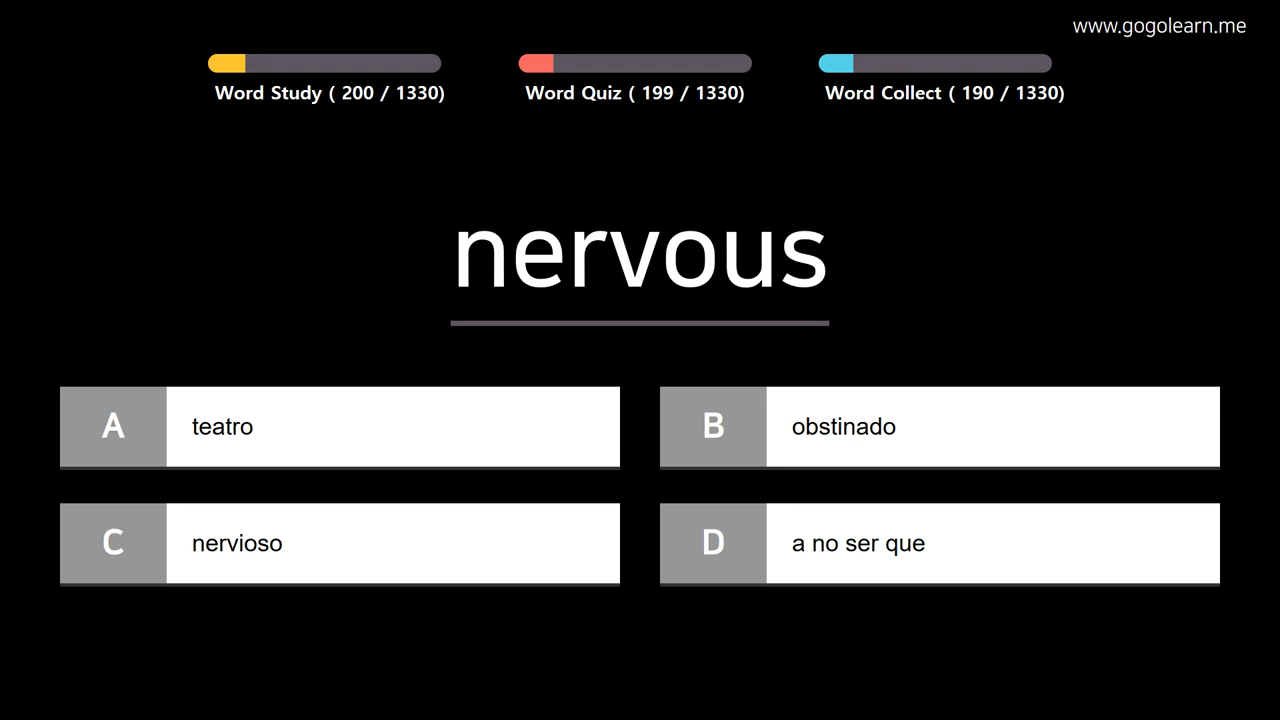 www.gogolearn.me
Word Study ( 200 / 1330)
Word Quiz ( 199 / 1330)
Word Collect ( 190 / 1330)
nervous
A teatro
B obstinado
C nervioso
D a no ser que